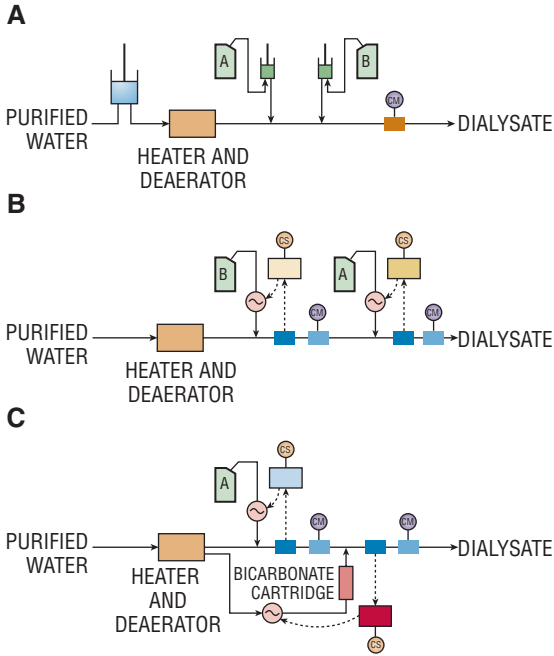 A
A
B
CM
PURIFIED
WATER
DIALYSATE
HEATER AND
DEAERATOR
B
CS
CS
B
A
CM
CM
PURIFIED
WATER
DIALYSATE
HEATER AND
DEAERATOR
C
CS
A
CM
CM
PURIFIED
WATER
DIALYSATE
HEATER
AND
DEAERATOR
BICARBONATE
CARTRIDGE
CS